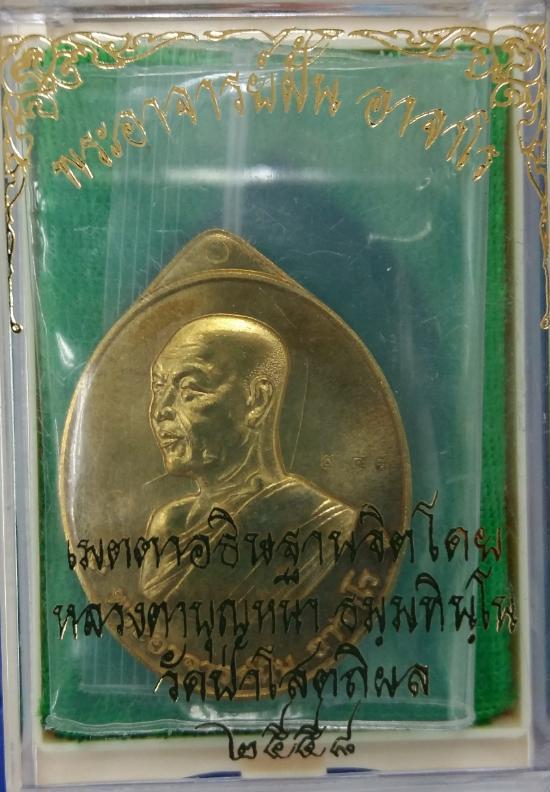 พระอาจารย์ฝั้น อาจาโร
เมตตาอธิษฐานจิตโดย
หลวงตาบุญหนา ธมฺมทินฺโน
วัดป่าโสตถิผล
๒๕๕๘